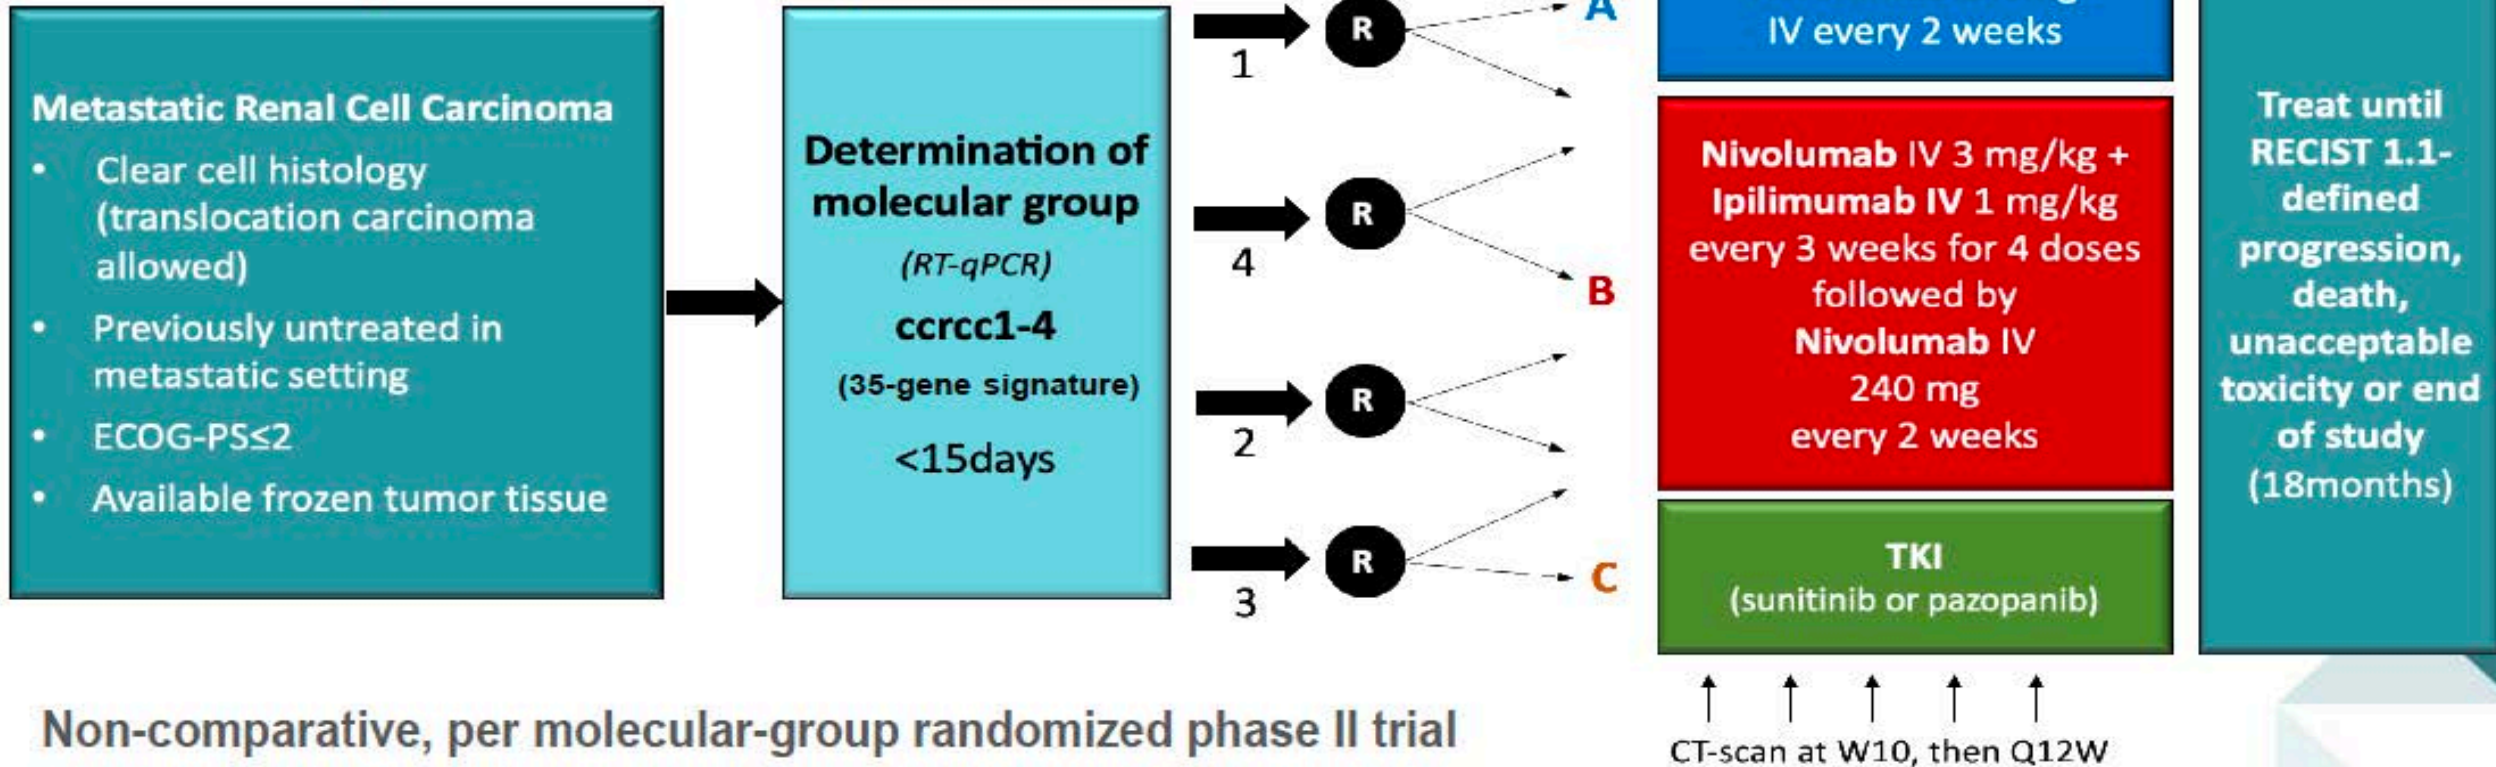 Metastatic Renal Cell Carcinoma
• Clear cell histology
(translocation carcinoma
allowed)
• Previously untreated in
metastatic setting
• ECOG-PS≤2
• Available frozen tumor tissue
Determination of
molecular group
(RT-qPCR)
ccrcc1-4
(35-gene signature)
<15days
1
R
A
4
R
B
2
R
3
R
C
IV every 2 weeks
Nivolumab IV 3 mg/kg +
Ipilimumab IV 1 mg/kg
every 3 weeks for 4 doses
followed by
Nivolumab IV
240 mg
every 2 weeks
TKI
(sunitinib or pazopanib)
Treat until
RECIST 1.1-
defined
progression,
death,
unacceptable
toxicity or end
of study
(18months)
CT-scan at W10, then Q12W
Non-comparative, per molecular-group randomized phase II trial